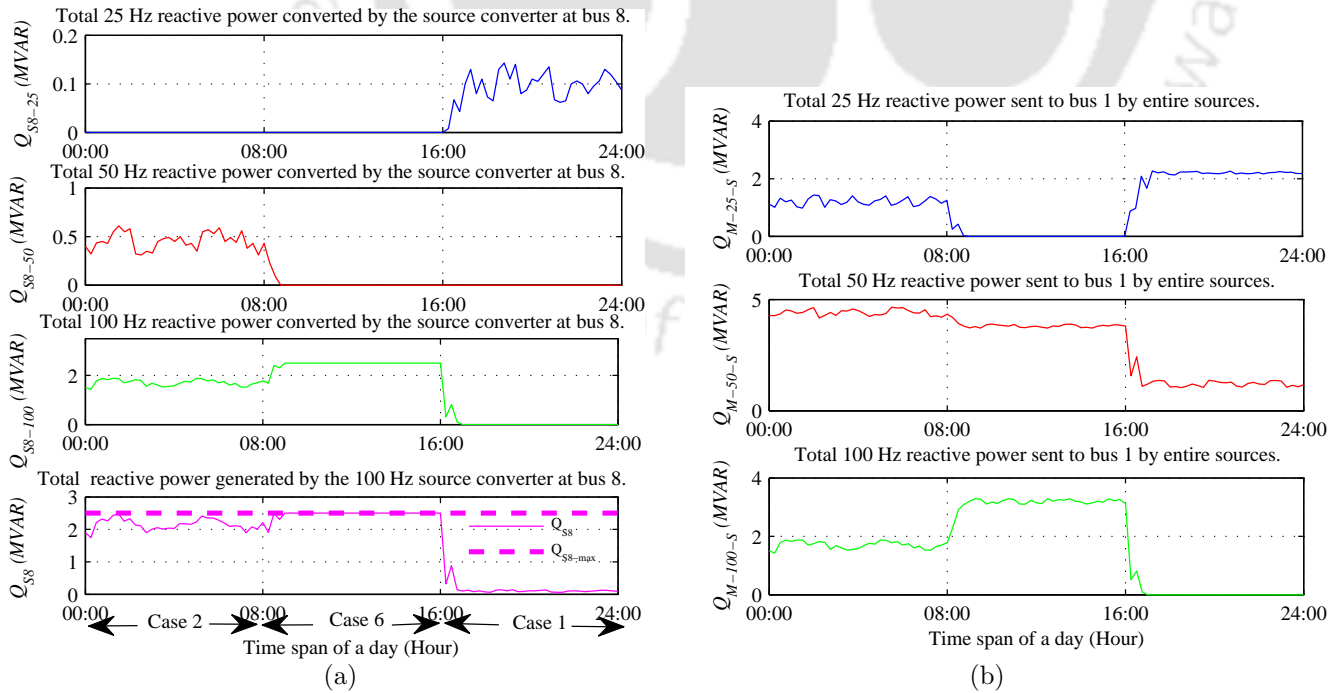 Total 25 Hz reactive power converted by the source converter at bus 8.
Q_{S8-25} (MVAR)
0.2
0.1
0
00:00 08:00 16:00 24:00
Total 50 Hz reactive power converted by the source converter at bus 8.
Q_{S8-50} (MVAR)
1
0.5
0
00:00 08:00 16:00 24:00
Total 100 Hz reactive power converted by the source converter at bus 8.
Q_{S8-100} (MVAR)
2
0
00:00 08:00 16:00 24:00
Total reactive power generated by the 100 Hz source converter at bus 8.
Q_{S8} (MVAR)
3
2
1
0
Q_{S8}
Q_{S8-max}
00:00 08:00 16:00 24:00
Case 2 Case 6 Case 1
Time span of a day (Hour)
(a)
Total 25 Hz reactive power sent to bus 1 by entire sources.
Q_{M-25-S} (MVAR)
4
2
0
00:00 08:00 16:00 24:00
Total 50 Hz reactive power sent to bus 1 by entire sources.
Q_{M-50-S} (MVAR)
5
0
00:00 08:00 16:00 24:00
Total 100 Hz reactive power sent to bus 1 by entire sources.
Q_{M-100-S} (MVAR)
4
2
0
00:00 08:00 16:00 24:00
Time span of a day (Hour)
(b)